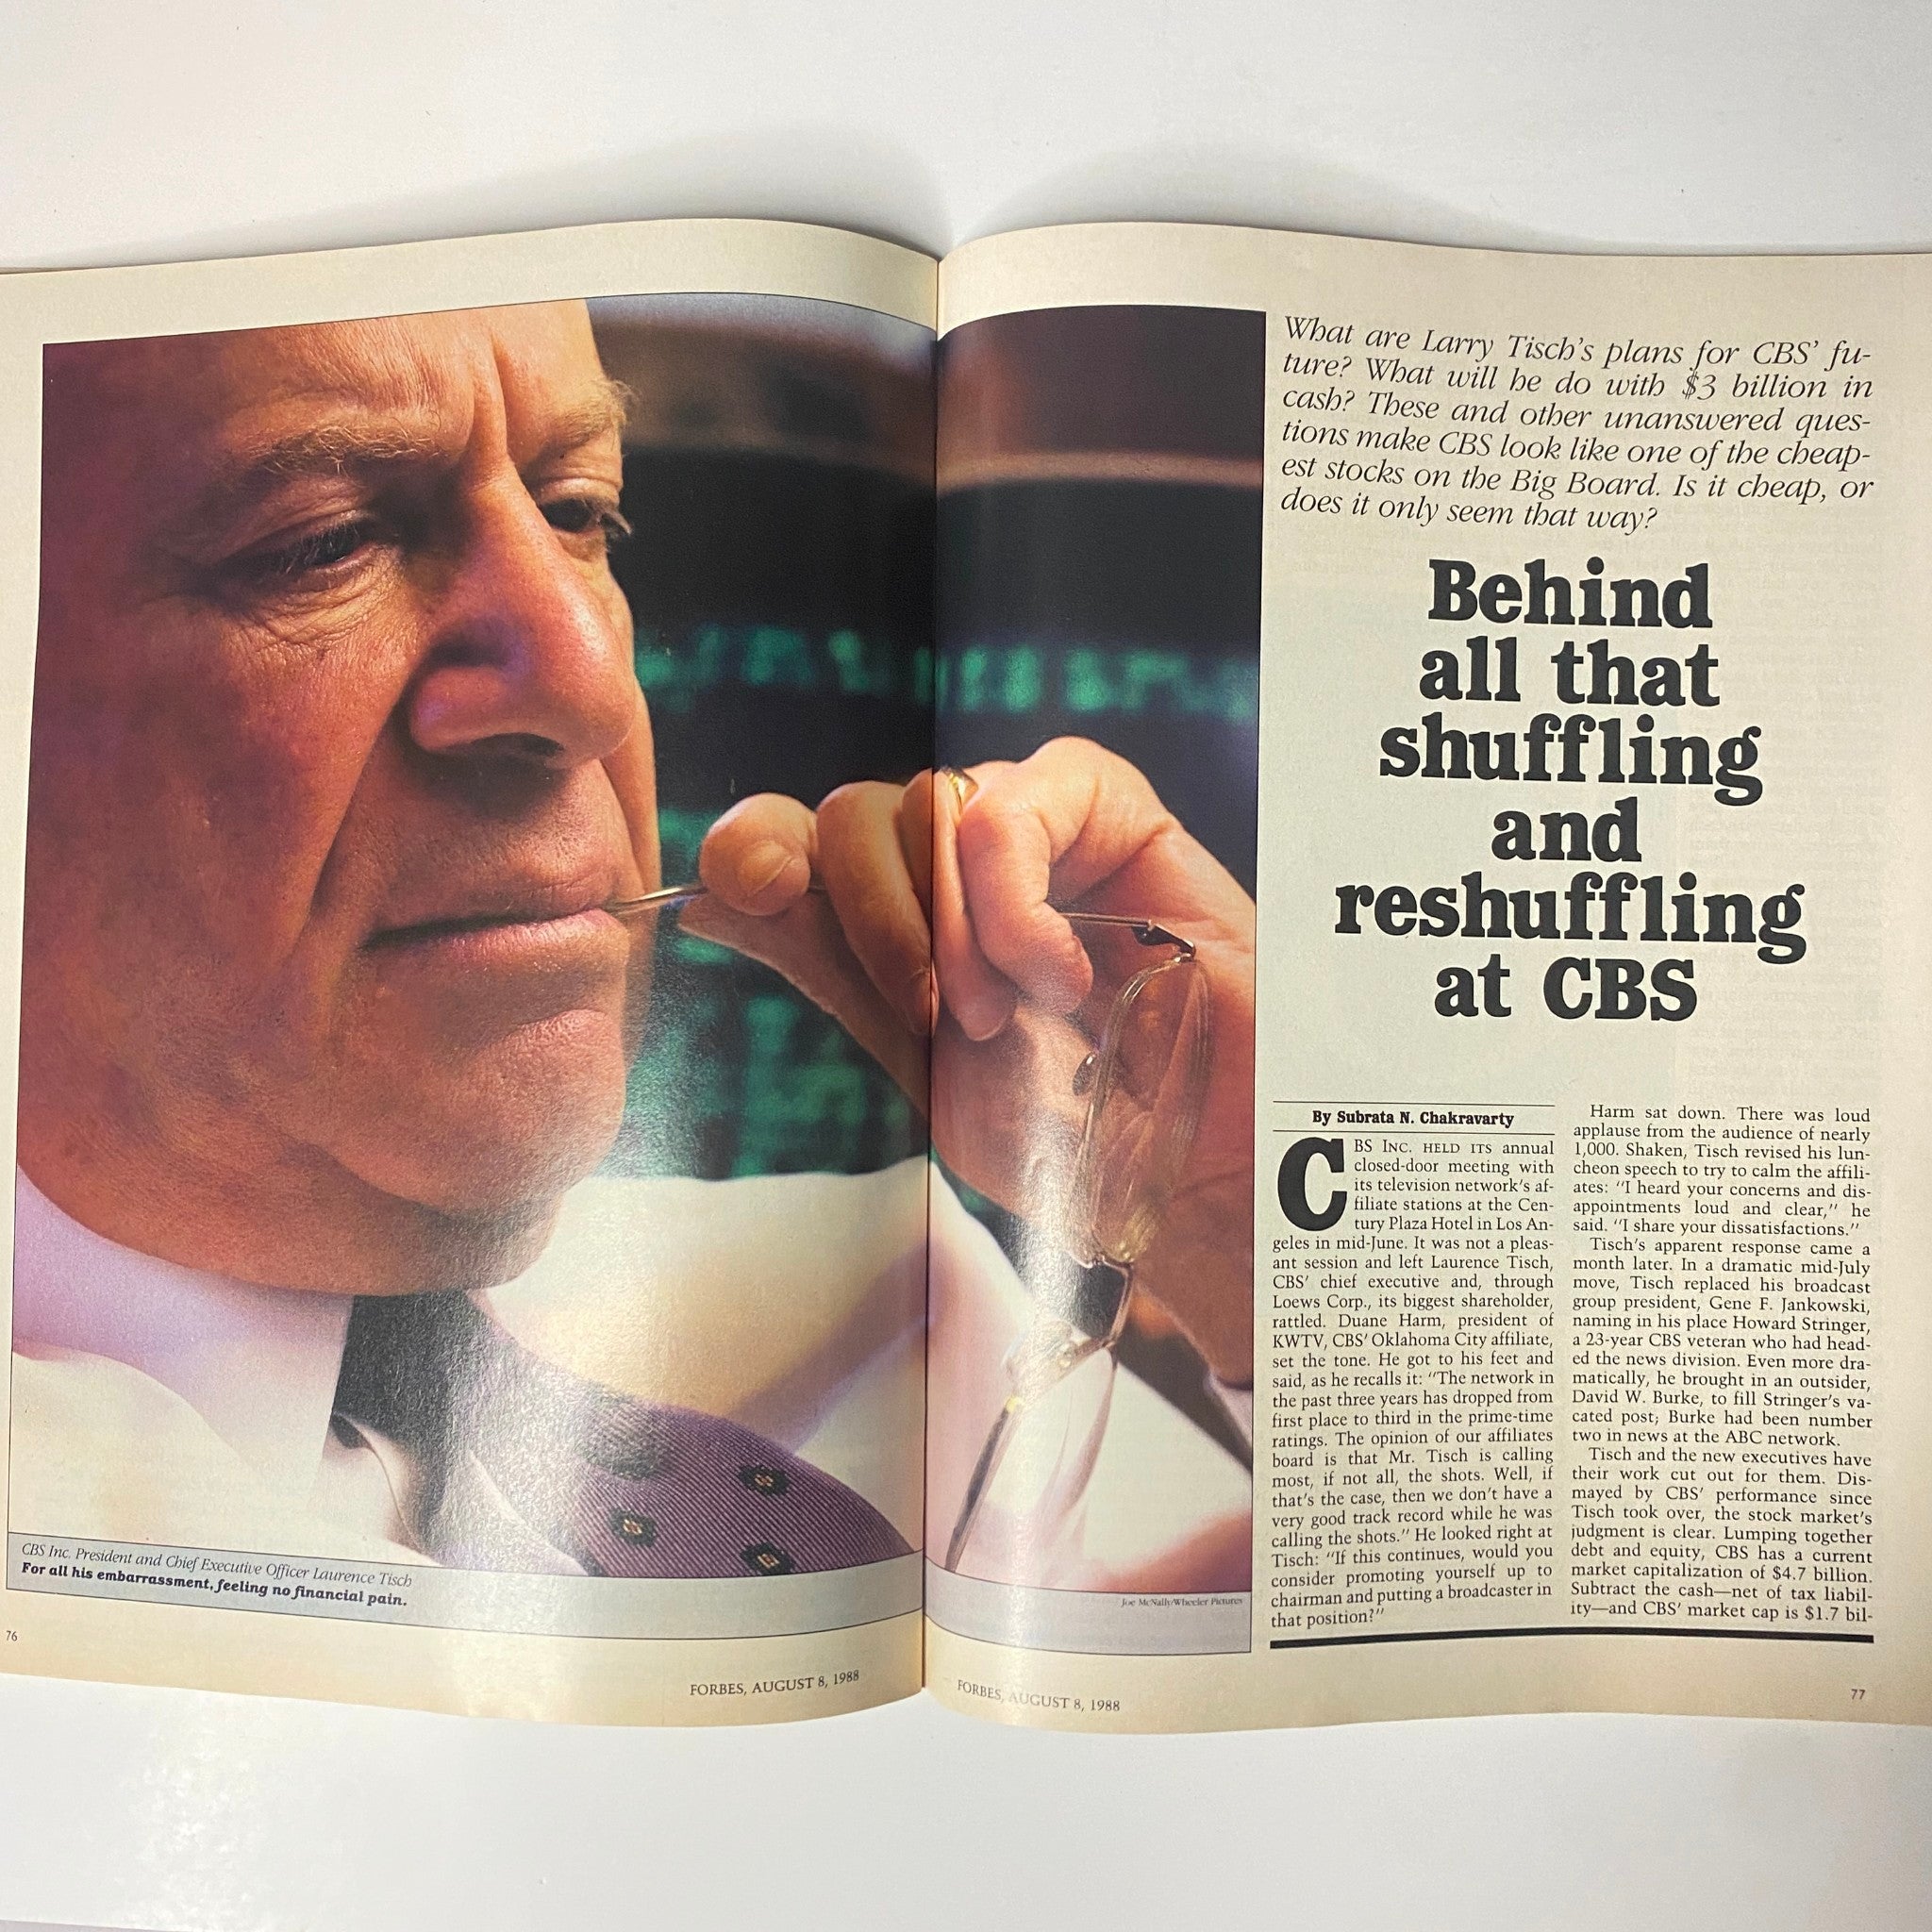 CBS Inc. President and Chief Executive Officer Laurence Tisch
For all his embarrassment, feeling no financial pain.
76
FORBES, AUGUST 8, 1988
Joe McNally/Wheeler Pictures
What are Larry Tisch's plans for CBS' fu-
ture? What will he do with $3 billion in
cash? These and other unanswered ques-
tions make CBS look like one of the cheap-
est stocks on the Big Board. Is it cheap, or
does it only seem that way?
Behind
all that
shuffling
and
reshuffling
at CBS
By Subrata N. Chakravarty
CBS INC. HELD ITS annual
closed-door meeting with
its television network's af-
filiate stations at the Cen-
tury Plaza Hotel in Los An-
geles in mid-June. It was not a pleas-
ant session and left Laurence Tisch,
CBS' chief executive and, through
Loews Corp., its biggest shareholder,
rattled. Duane Harm, president of
KWTV, CBS' Oklahoma City affiliate,
set the tone. He got to his feet and
said, as he recalls it: "The network in
the past three years has dropped from
first place to third in the prime-time
ratings. The opinion of our affiliates
board is that Mr. Tisch is calling
most, if not all, the shots. Well, if
that's the case, then we don't have a
very good track record while he was
calling the shots." He looked right at
Tisch: "If this continues, would you
consider promoting yourself up to
chairman and putting a broadcaster in
that position?"
Harm sat down. There was loud
applause from the audience of nearly
1,000. Shaken, Tisch revised his lun-
cheon speech to try to calm the affili-
ates: "I heard your concerns and dis-
appointments loud and clear," he
said. "I share your dissatisfactions."
Tisch's apparent response came a
month later. In a dramatic mid-July
move, Tisch replaced his broadcast
group president, Gene F. Jankowski,
naming in his place Howard Stringer,
a 23-year CBS veteran who had head-
ed the news division. Even more dra-
matically, he brought in an outsider,
David W. Burke, to fill Stringer's va-
cated post; Burke had been number
two in news at the ABC network.
Tisch and the new executives have
their work cut out for them. Dis-
mayed by CBS' performance since
Tisch took over, the stock market's
judgment is clear. Lumping together
debt and equity, CBS has a current
market capitalization of $4.7 billion.
Subtract the cash—net of tax liabil-
ity—and CBS' market cap is $1.7 bil-
FORBES, AUGUST 8, 1988
77